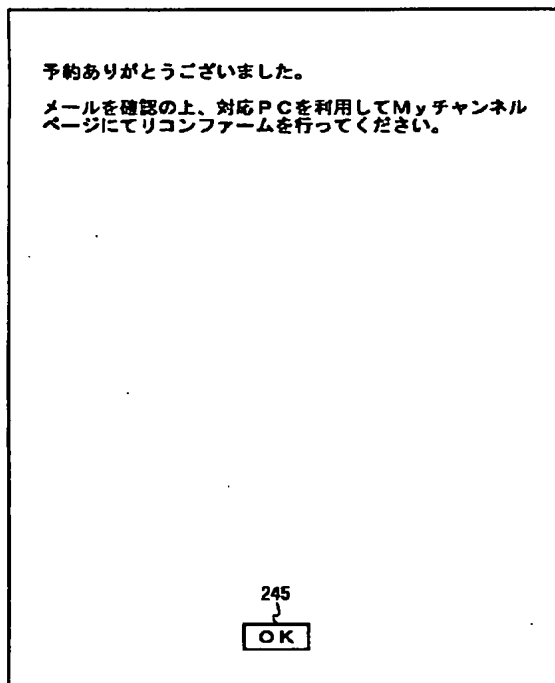 予約ありがとうございました。
メールを確認の上、対応ＰＣを利用してＭｙチャンネル
ページにてリコンファームを行ってください。
245
ＯＫ